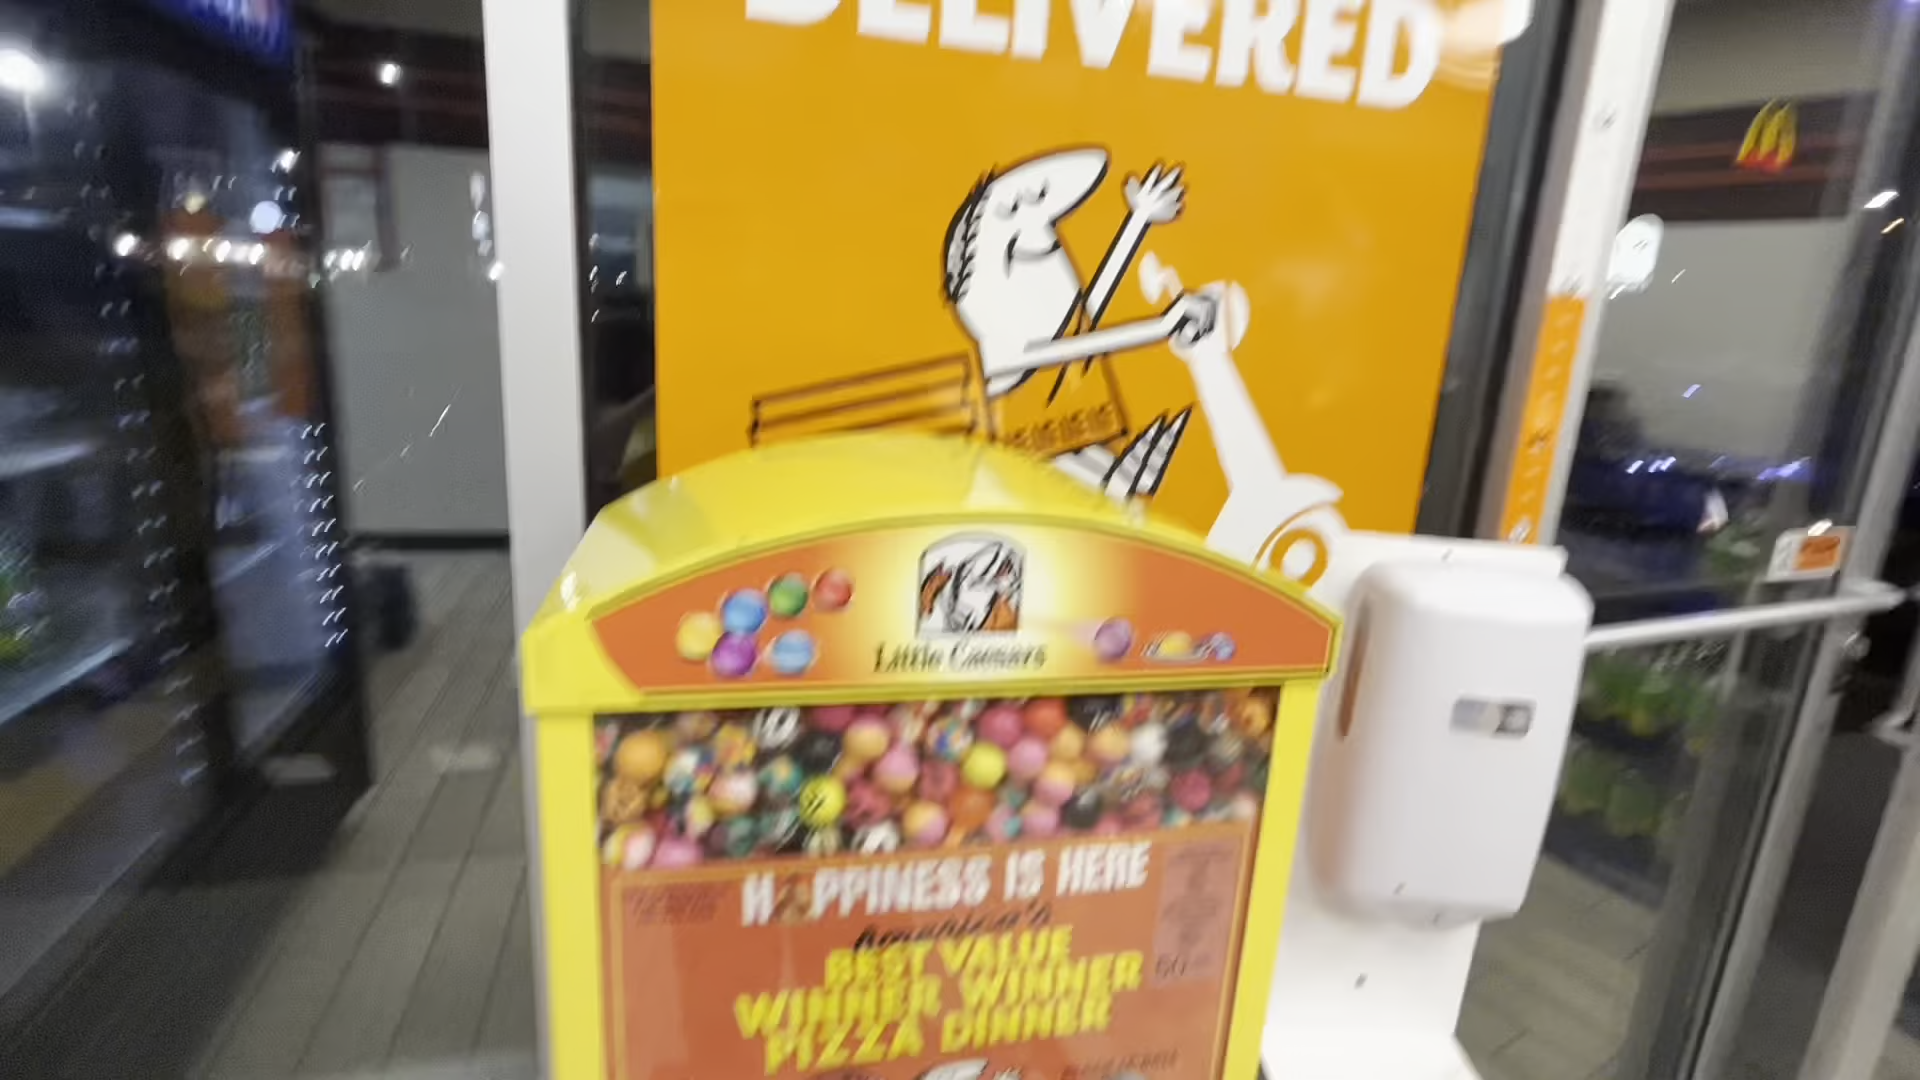 DELIVERED
Little Caesars
HAPPINESS IS HERE
America's
BEST VALUE
WINNER WINNER
PIZZA DINNER